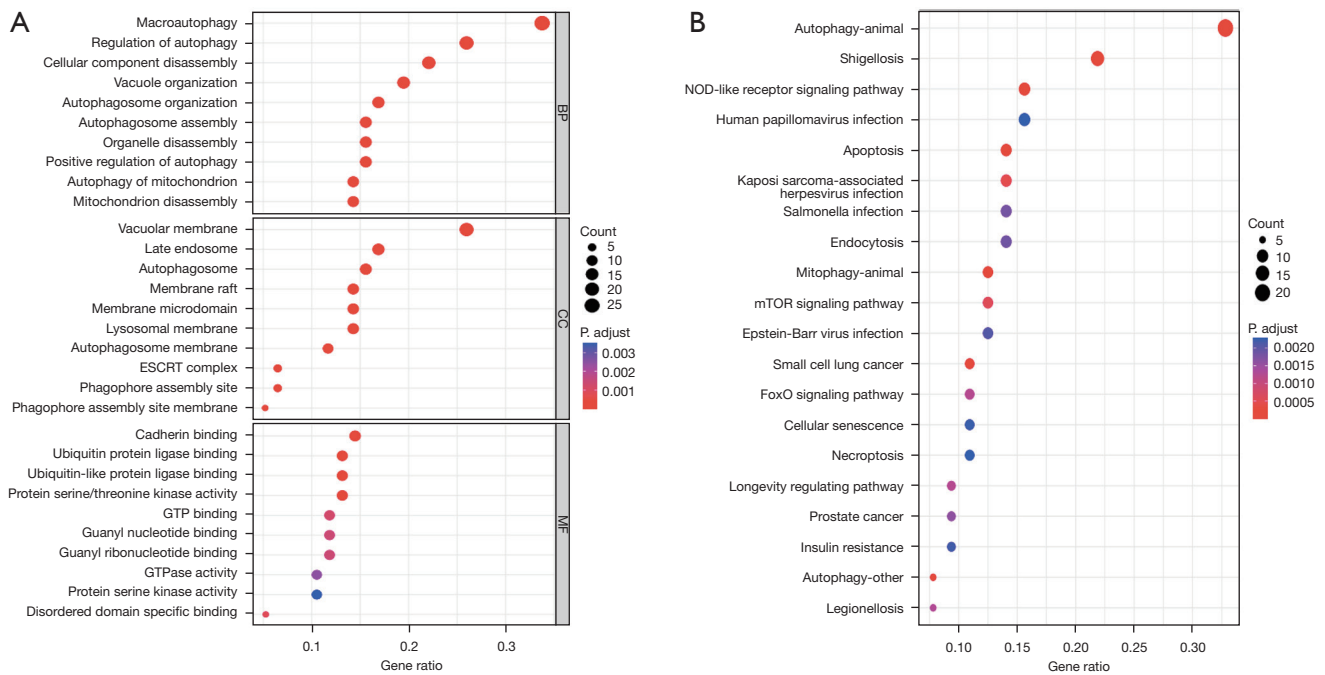 A
Macroautophagy
Regulation of autophagy
Cellular component disassembly
Vacuole organization
Autophagosome organization
Autophagosome assembly
Organelle disassembly
Positive regulation of autophagy
Autophagy of mitochondrion
Mitochondrion disassembly
BP
Vacuolar membrane
Late endosome
Autophagosome
Membrane raft
Membrane microdomain
Lysosomal membrane
Autophagosome membrane
ESCRT complex
Phagophore assembly site
Phagophore assembly site membrane
CC
Cadherin binding
Ubiquitin protein ligase binding
Ubiquitin-like protein ligase binding
Protein serine/threonine kinase activity
GTP binding
Guanyl nucleotide binding
Guanyl ribonucleotide binding
GTPase activity
Protein serine kinase activity
Disordered domain specific binding
MF
0.1 0.2 0.3
Gene ratio
Count
5
10
15
20
25
P. adjust
0.003
0.002
0.001
B
Autophagy-animal
Shigellosis
NOD-like receptor signaling pathway
Human papillomavirus infection
Apoptosis
Kaposi sarcoma-associated
herpesvirus infection
Salmonella infection
Endocytosis
Mitophagy-animal
mTOR signaling pathway
Epstein-Barr virus infection
Small cell lung cancer
FoxO signaling pathway
Cellular senescence
Necroptosis
Longevity regulating pathway
Prostate cancer
Insulin resistance
Autophagy-other
Legionellosis
0.10 0.15 0.20 0.25 0.30
Gene ratio
Count
5
10
15
20
P. adjust
0.0020
0.0015
0.0010
0.0005